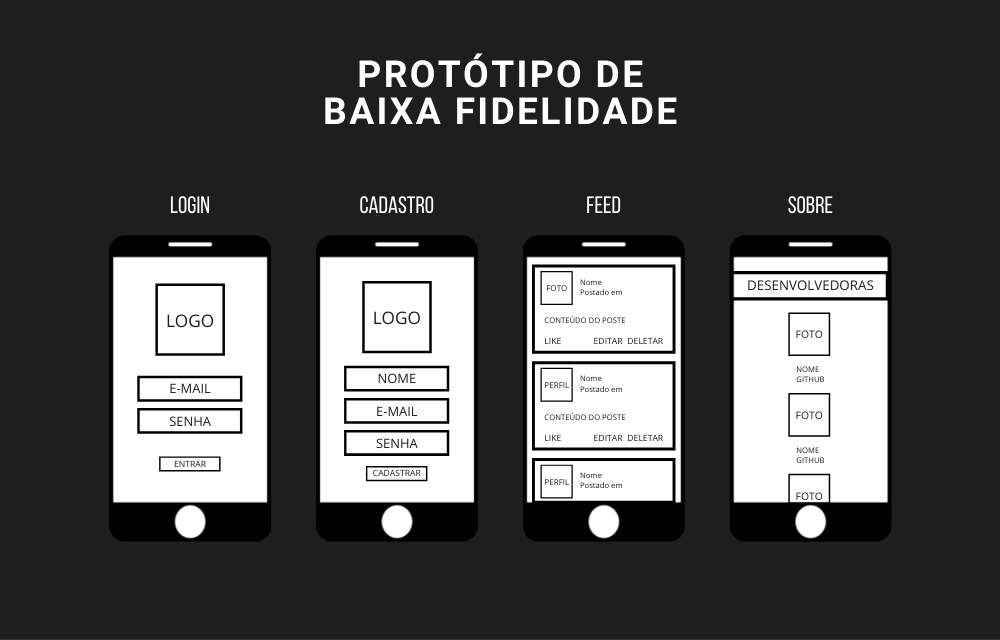 PROTÓTIPO DE
BAIXA FIDELIDADE
LOGIN
LOGO
E-MAIL
SENHA
ENTRAR
CADASTRO
LOGO
NOME
E-MAIL
SENHA
CADASTRAR
FEED
FOTO
Nome
Postado em
CONTEÚDO DO POSTE
LIKE EDITAR DELETAR
PERFIL
Nome
Postado em
CONTEÚDO DO POSTE
LIKE EDITAR DELETAR
PERFIL
Nome
Postado em
SOBRE
DESENVOLVEDORAS
FOTO
NOME
GITHUB
FOTO
NOME
GITHUB
FOTO